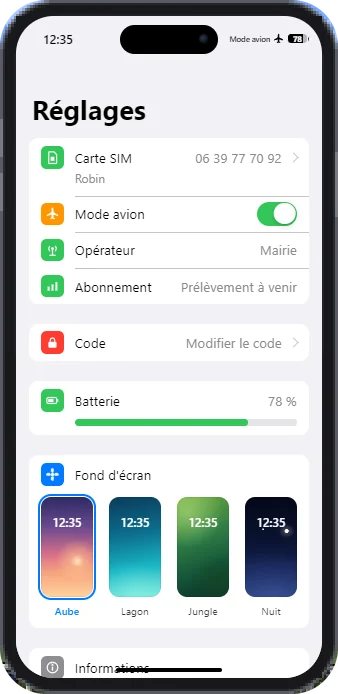 12:35
Mode avion 78
Réglages
Carte SIM 06 39 77 70 92
Robin
Mode avion
Opérateur Mairie
Abonnement Prélèvement à venir
Code Modifier le code
Batterie 78 %
Fond d'écran
12:35 12:35 12:35 12:35
Aube Lagon Jungle Nuit
Informations